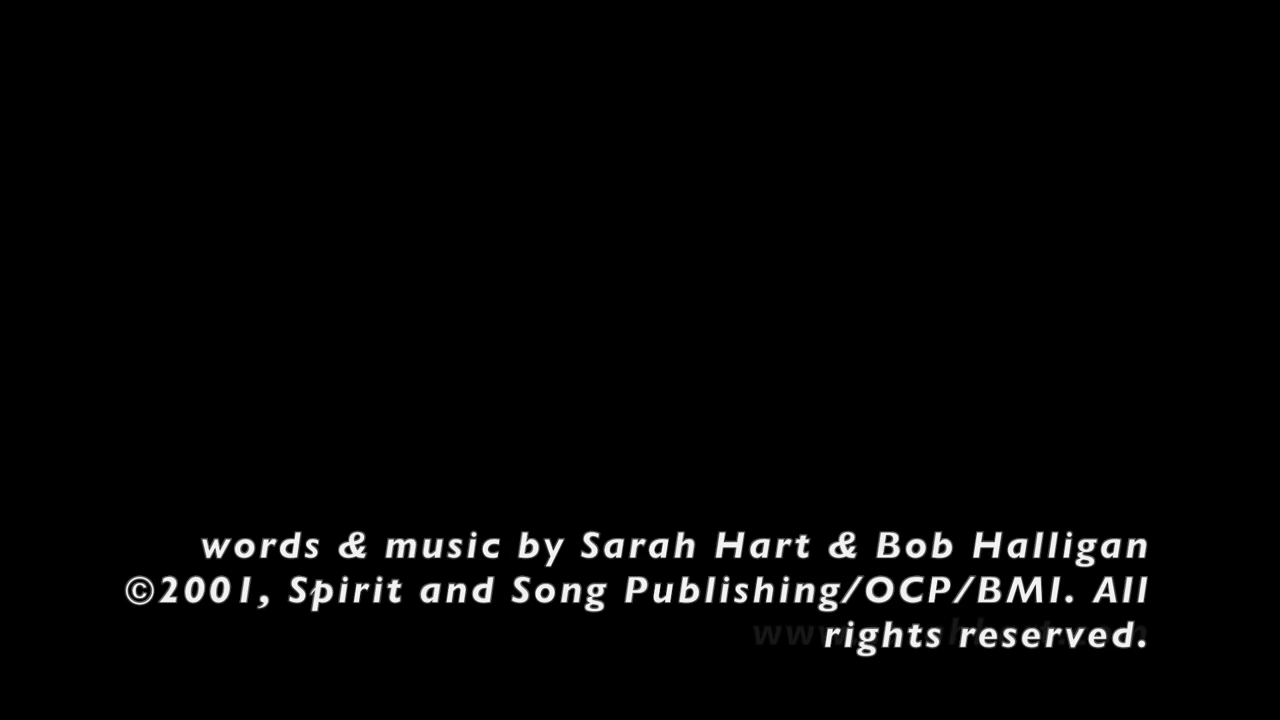 words & music by Sarah Hart & Bob Halligan
©2001, Spirit and Song Publishing/OCP/BMI. All
rights reserved.